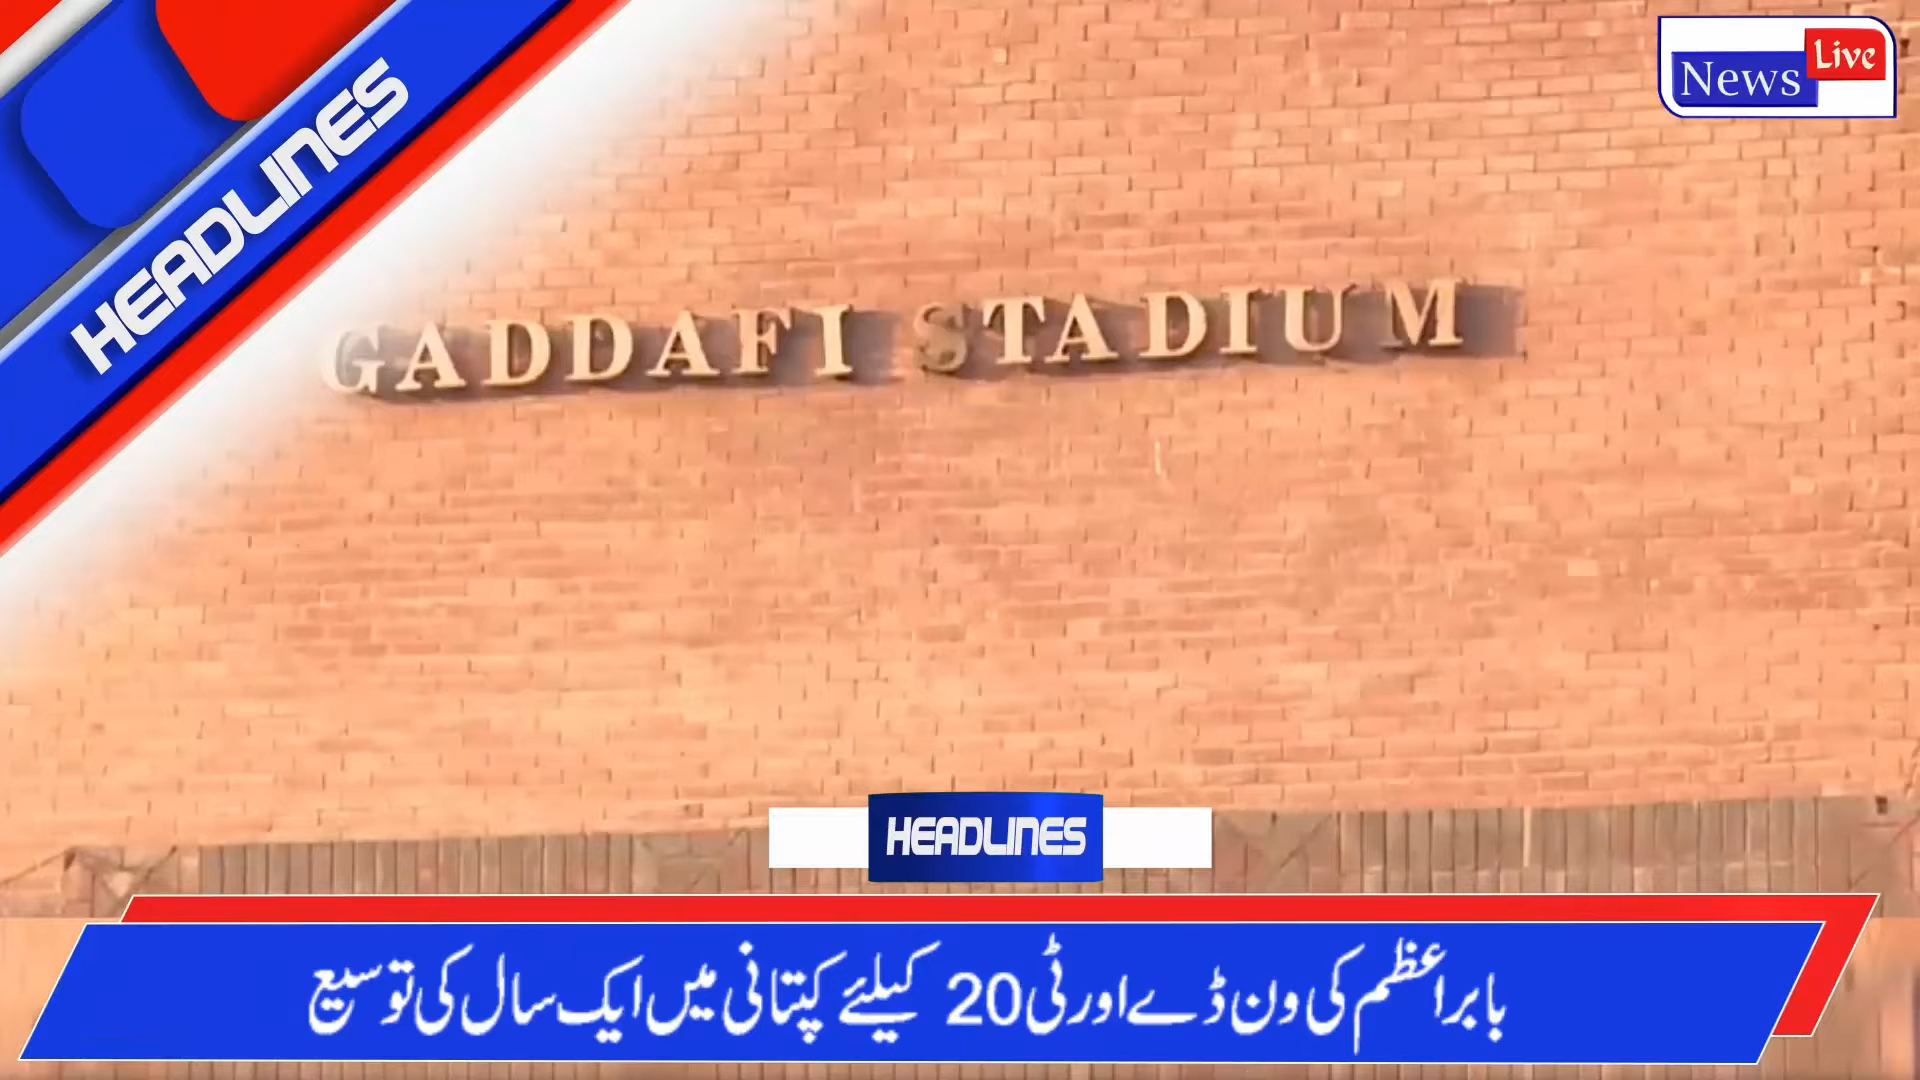 HEADLINES
News Live
GADDAFI STADIUM
HEADLINES
بابر اعظم کی ون ڈے اور ٹی 20 کیلئے کپتانی میں ایک سال کی توسیع